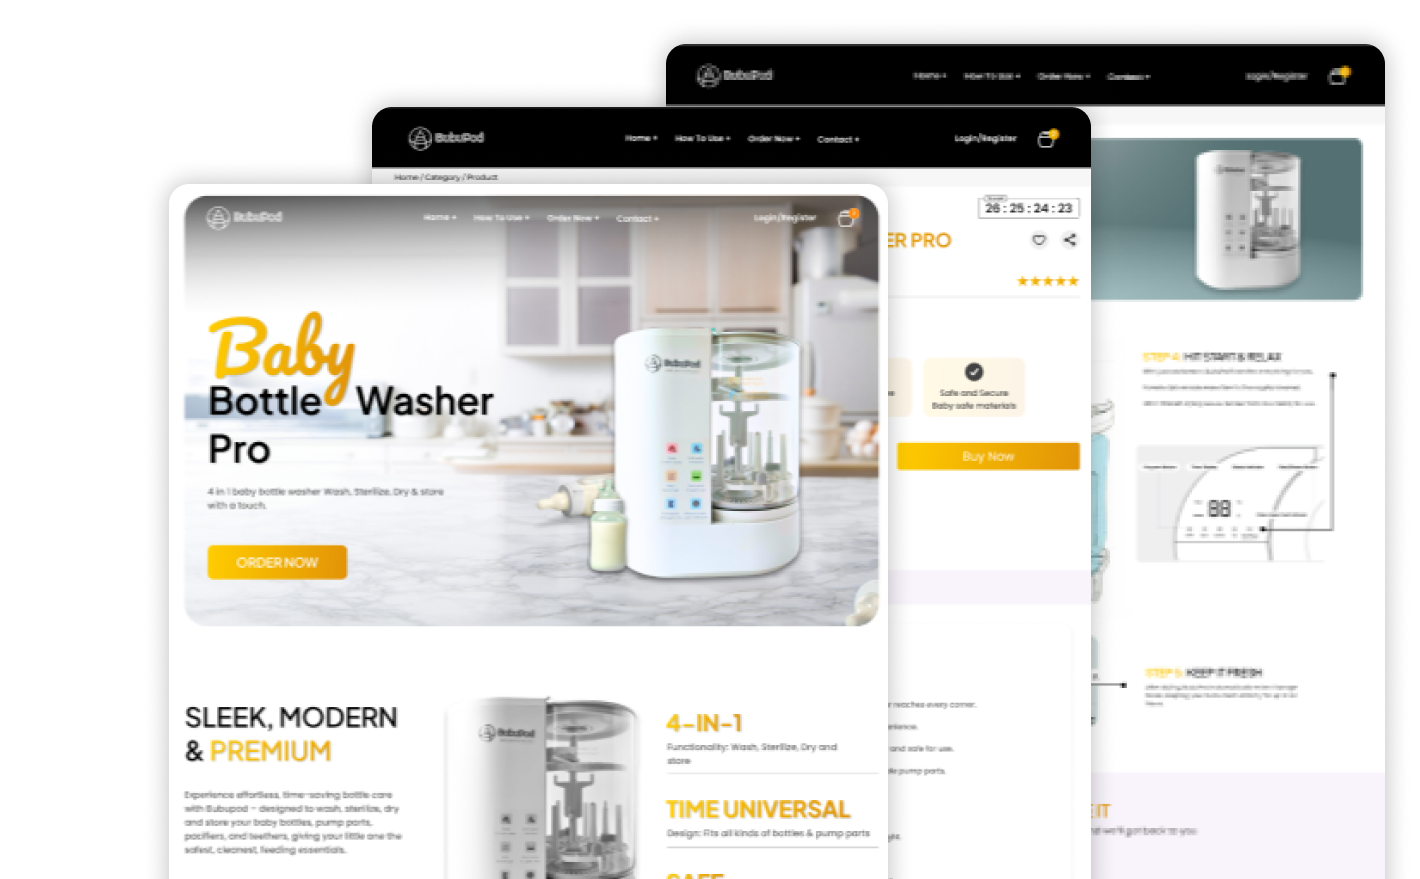 BubuPod
Home + How To Use + Order Now + Contact +
Login/Register
Baby
Bottle Washer
Pro
4 in 1 baby bottle washer Wash, Sterilize, Dry & store
with a touch.
ORDER NOW
BubuPod
SLEEK, MODERN
& PREMIUM
Experience effortless, time-saving bottle care
with Bubupod – designed to wash, sterilize, dry
and store your baby bottles, pump parts,
pacifiers, and teethers, giving your little one the
safest, cleanest, feeding essentials.
BubuPod
4-IN-1
Functionality: Wash, Sterilize, Dry and
store
TIME UNIVERSAL
Design: Fits all kinds of bottles & pump parts
SAFE
BubuPod
Home + How To Use + Order Now + Contact +
Login/Register
Home / Category / Product
26 : 25 : 24 : 23
ER PRO
Safe and Secure
Baby safe materials
Buy Now
reaches every corner.
and safe for use.
pump parts.
BubuPod
Home + How To Use + Order Now + Contact +
Login/Register
STEP 4: HIT START & RELAX
88
STEP 5: KEEP IT FRESH
E IT
we'll get back to you